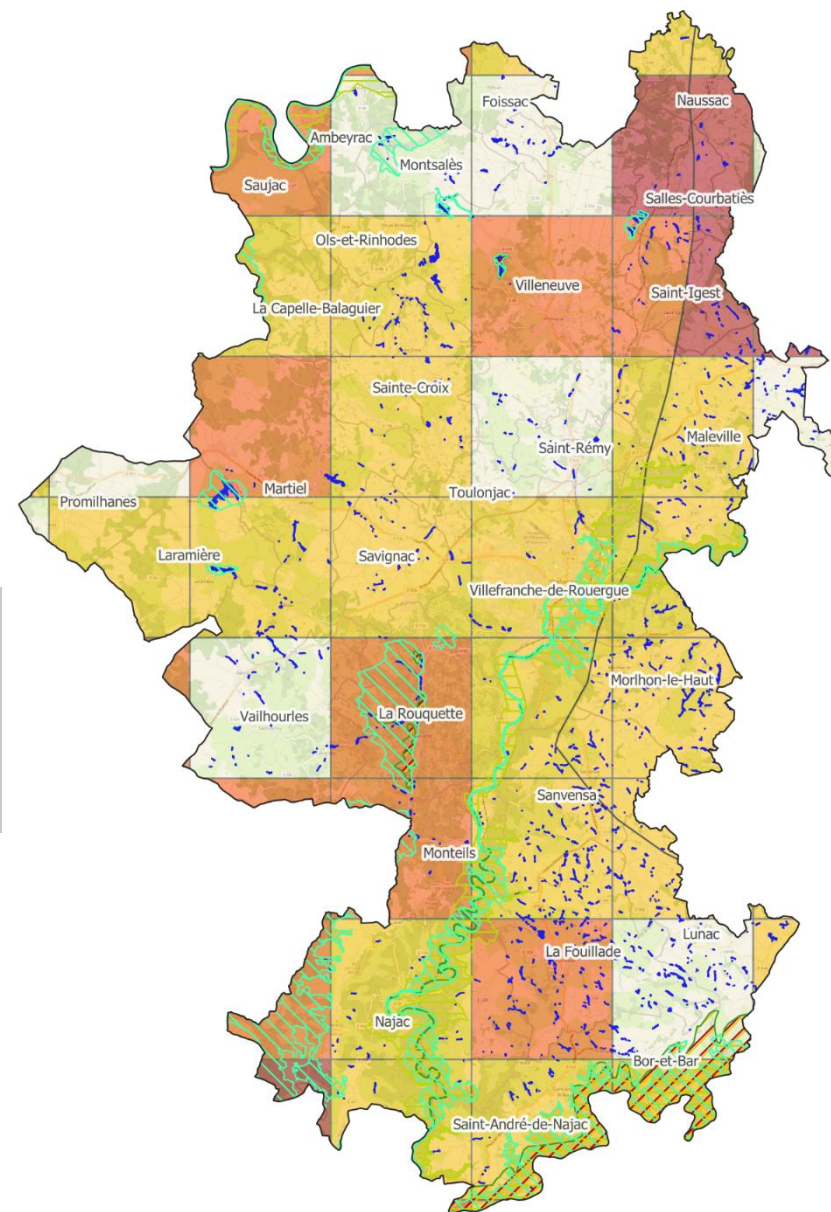 Foissac
Naussac
Ambeyrac
Montsalès
Saujac
Salles-Courbatiès
Ols-et-Rinhodes
Villeneuve
Saint-Igest
La Capelle-Balaguier
Sainte-Croix
Maleville
Saint-Rémy
Martiel
Toulonjac
Promilhanes
Laramière
Savignac
Villefranche-de-Rouergue
Morlhon-le-Haut
Vailhourles
La Rouquette
Sanvensa
Monteils
Lunac
La Fouillade
Najac
Bor-et-Bar
Saint-André-de-Najac